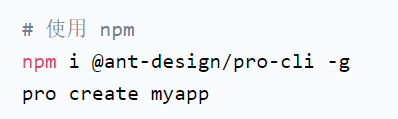 # 使用 npm
npm i @ant-design/pro-cli -g
pro create myapp